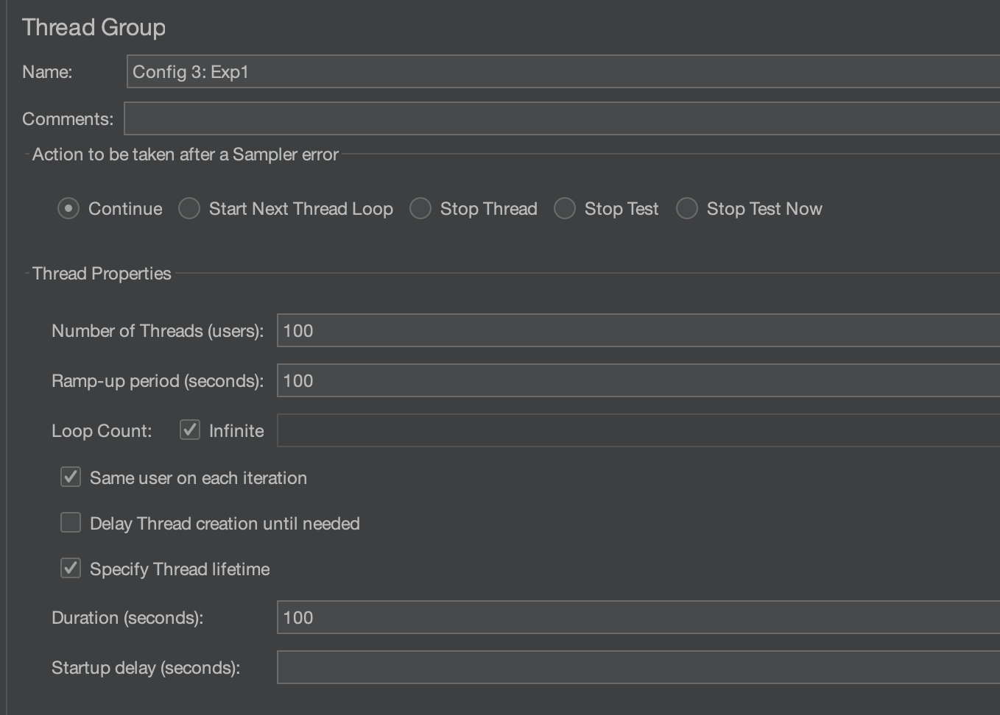 Thread Group
Name: Config 3: Exp1
Comments:
Action to be taken after a Sampler error
Continue Start Next Thread Loop Stop Thread Stop Test Stop Test Now
Thread Properties
Number of Threads (users): 100
Ramp-up period (seconds): 100
Loop Count: Infinite
Same user on each iteration
Delay Thread creation until needed
Specify Thread lifetime
Duration (seconds): 100
Startup delay (seconds):